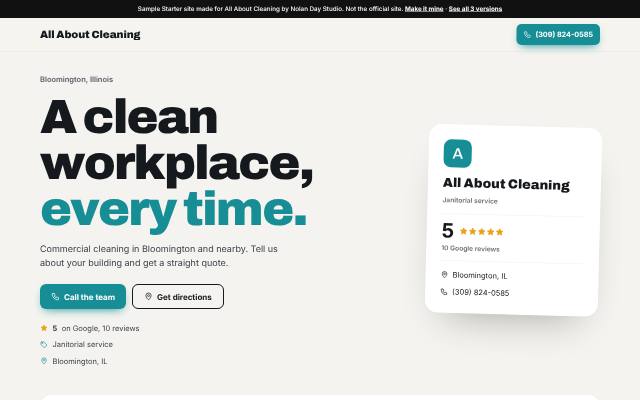 Sample Starter site made for All About Cleaning by Nolan Day Studio. Not the official site. Make it mine · See all 3 versions
All About Cleaning
(309) 824-0585
Bloomington, Illinois
A clean
workplace,
every time.
Commercial cleaning in Bloomington and nearby. Tell us
about your building and get a straight quote.
Call the team
Get directions
5 on Google, 10 reviews
Janitorial service
Bloomington, IL
A
All About Cleaning
Janitorial service
5
10 Google reviews
Bloomington, IL
(309) 824-0585